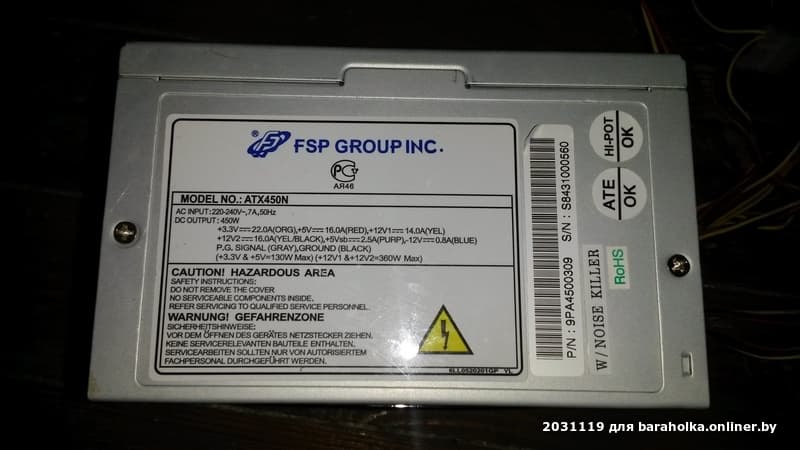 ® FSP GROUP INC.
РС
АЯ46
MODEL NO.: ATX450N
AC INPUT: 220-240V~,7A,50Hz
DC OUTPUT: 450W
+3.3V⎓22.0A(ORG),+5V⎓16.0A(RED),+12V1⎓14.0A(YEL)
+12V2⎓16.0A(YEL/BLACK),+5Vsb⎓2.5A(PURP),-12V⎓0.8A(BLUE)
P.G. SIGNAL (GRAY),GROUND (BLACK)
(+3.3V & +5V=130W Max) (+12V1 &+12V2=360W Max)
CAUTION! HAZARDOUS AREA
SAFETY INSTRUCTIONS:
DO NOT REMOVE THE COVER
NO SERVICEABLE COMPONENTS INSIDE.
REFER SERVICING TO QUALIFIED SERVICE PERSONNEL.
WARNUNG! GEFAHRENZONE
SICHERHEITSHINWEISE:
VOR DEM ÖFFNEN DES GERÄTES NETZSTECKER ZIEHEN.
KEINE SERVICERELEVANTEN BAUTEILE ENTHALTEN.
SERVICEARBEITEN SOLLTEN NUR VON AUTORISIERTEM
FACHPERSONAL DURCHGEFÜHRT WERDEN.
P/N : 9PA4500309 S/N : S8431000560
W/ NOISE KILLER
RoHS
HI-POT
OK
ATE
OK
2031119 для baraholka.onliner.by